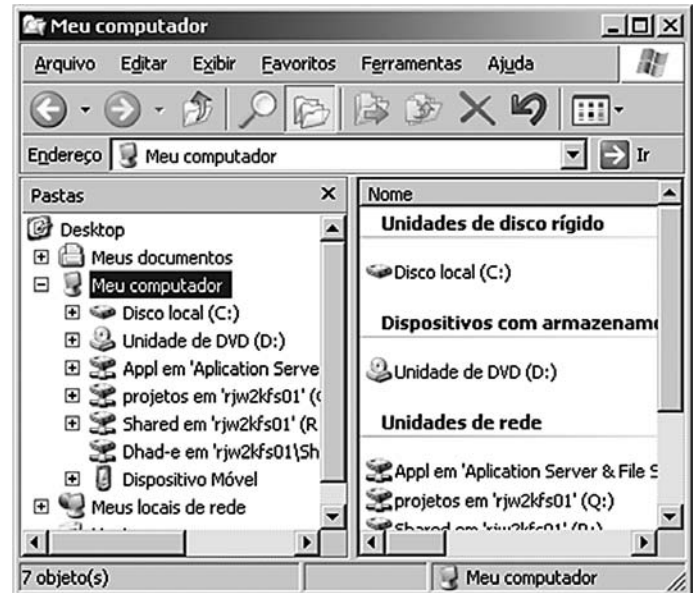 Meu computador
Arquivo Editar Exibir Favoritos Ferramentas Ajuda
Endereço Meu computador Ir
Pastas
Desktop
Meus documentos
Meu computador
Disco local (C:)
Unidade de DVD (D:)
Appl em 'Aplication Serve
projetos em 'rjw2kfs01' (
Shared em 'rjw2kfs01' (R
Dhad-e em 'rjw2kfs01\Sh
Dispositivo Móvel
Meus locais de rede
Nome
Unidades de disco rígido
Disco local (C:)
Dispositivos com armazenam
Unidade de DVD (D:)
Unidades de rede
Appl em 'Aplication Server & File S
projetos em 'rjw2kfs01' (Q:)
Shared em 'rjw2kfs01' (R:)
7 objeto(s) Meu computador